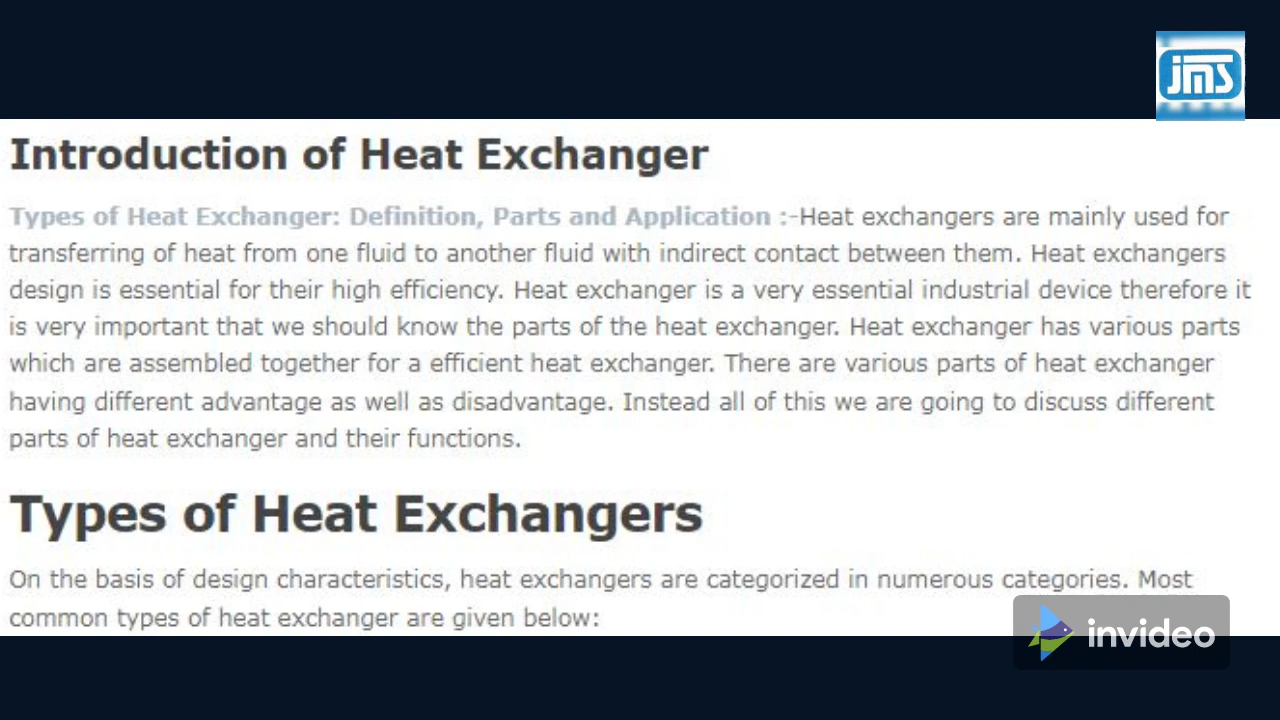 jms
Introduction of Heat Exchanger
Types of Heat Exchanger: Definition, Parts and Application :-Heat exchangers are mainly used for
transferring of heat from one fluid to another fluid with indirect contact between them. Heat exchangers
design is essential for their high efficiency. Heat exchanger is a very essential industrial device therefore it
is very important that we should know the parts of the heat exchanger. Heat exchanger has various parts
which are assembled together for a efficient heat exchanger. There are various parts of heat exchanger
having different advantage as well as disadvantage. Instead all of this we are going to discuss different
parts of heat exchanger and their functions.
Types of Heat Exchangers
On the basis of design characteristics, heat exchangers are categorized in numerous categories. Most
common types of heat exchanger are given below:
invideo